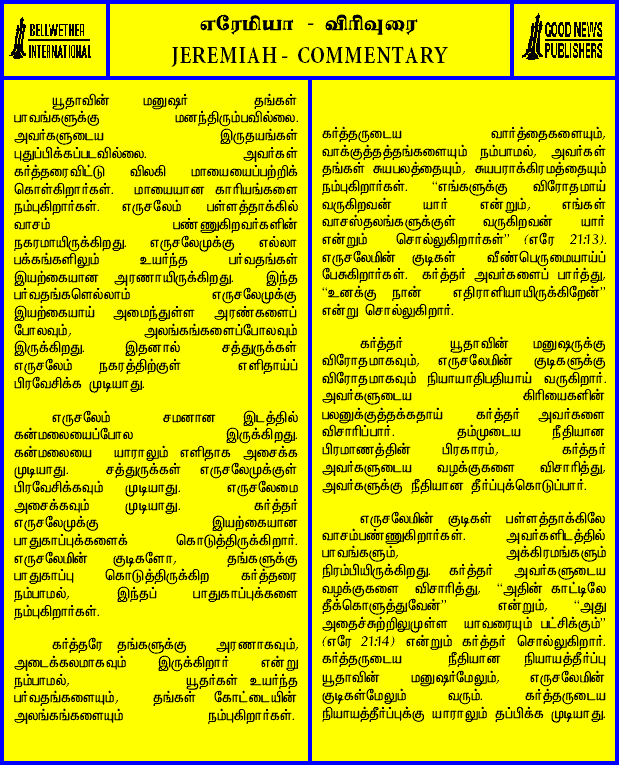 BELLWETHER
INTERNATIONAL
எரேமியா - விரிவுரை
JEREMIAH - COMMENTARY
GOOD NEWS
PUBLISHERS
யூதாவின் மனுஷர் தங்கள்
பாவங்களுக்கு மனந்திரும்பவில்லை.
அவர்களுடைய இருதயங்கள்
புதுப்பிக்கப்படவில்லை. அவர்கள்
கர்த்தரைவிட்டு விலகி மாயையைப்பற்றிக்
கொள்கிறார்கள். மாயையான காரியங்களை
நம்புகிறார்கள். எருசலேம் பள்ளத்தாக்கில்
வாசம் பண்ணுகிறவர்களின்
நகரமாயிருக்கிறது. எருசலேமுக்கு எல்லா
பக்கங்களிலும் உயர்ந்த பர்வதங்கள்
இயற்கையான அரணாயிருக்கிறது. இந்த
பர்வதங்களெல்லாம் எருசலேமுக்கு
இயற்கையாய் அமைந்துள்ள அரண்களைப்
போலவும், அலங்கங்களைப்போலவும்
இருக்கிறது. இதனால் சத்துருக்கள்
எருசலேம் நகரத்திற்குள் எளிதாய்ப்
பிரவேசிக்க முடியாது.
எருசலேம் சமனான இடத்தில்
கன்மலையைப்போல இருக்கிறது.
கன்மலையை யாராலும் எளிதாக அசைக்க
முடியாது. சத்துருக்கள் எருசலேமுக்குள்
பிரவேசிக்கவும் முடியாது. எருசலேமை
அசைக்கவும் முடியாது. கர்த்தர்
எருசலேமுக்கு இயற்கையான
பாதுகாப்புக்களைக் கொடுத்திருக்கிறார்.
எருசலேமின் குடிகளோ, தங்களுக்கு
பாதுகாப்பு கொடுத்திருக்கிற கர்த்தரை
நம்பாமல், இந்தப் பாதுகாப்புக்களை
நம்புகிறார்கள்.
கர்த்தரே தங்களுக்கு அரணாகவும்,
அடைக்கலமாகவும் இருக்கிறார் என்று
நம்பாமல், யூதர்கள் உயர்ந்த
பர்வதங்களையும், தங்கள் கோட்டையின்
அலங்கங்களையும் நம்புகிறார்கள்.
கர்த்தருடைய வார்த்தைகளையும்,
வாக்குத்தத்தங்களையும் நம்பாமல், அவர்கள்
தங்கள் சுயபலத்தையும், சுயபராக்கிரமத்தையும்
நம்புகிறார்கள். “எங்களுக்கு விரோதமாய்
வருகிறவன் யார் என்றும், எங்கள்
வாசஸ்தலங்களுக்குள் வருகிறவன் யார்
என்றும் சொல்லுகிறார்கள்” (எரே 21:13).
எருசலேமின் குடிகள் வீண்பெருமையாய்ப்
பேசுகிறார்கள். கர்த்தர் அவர்களைப் பார்த்து,
“உனக்கு நான் எதிராளியாயிருக்கிறேன்”
என்று சொல்லுகிறார்.
கர்த்தர் யூதாவின் மனுஷருக்கு
விரோதமாகவும், எருசலேமின் குடிகளுக்கு
விரோதமாகவும் நியாயாதிபதியாய் வருகிறார்.
அவர்களுடைய கிரியைகளின்
பலனுக்குத்தக்கதாய் கர்த்தர் அவர்களை
விசாரிப்பார். தம்முடைய நீதியான
பிரமாணத்தின் பிரகாரம், கர்த்தர்
அவர்களுடைய வழக்குகளை விசாரித்து,
அவர்களுக்கு நீதியான தீர்ப்புக்கொடுப்பார்.
எருசலேமின் குடிகள் பள்ளத்தாக்கிலே
வாசம்பண்ணுகிறார்கள். அவர்களிடத்தில்
பாவங்களும், அக்கிரமங்களும்
நிரம்பியிருக்கிறது. கர்த்தர் அவர்களுடைய
வழக்குகளை விசாரித்து, “அதின் காட்டிலே
தீக்கொளுத்துவேன்” என்றும், “அது
அதைச்சுற்றிலுமுள்ள யாவரையும் பட்சிக்கும்”
(எரே 21:14) என்றும் கர்த்தர் சொல்லுகிறார்.
கர்த்தருடைய நீதியான நியாயத்தீர்ப்பு
யூதாவின் மனுஷர்மேலும், எருசலேமின்
குடிகள்மேலும் வரும். கர்த்தருடைய
நியாயத்தீர்ப்புக்கு யாராலும் தப்பிக்க முடியாது.